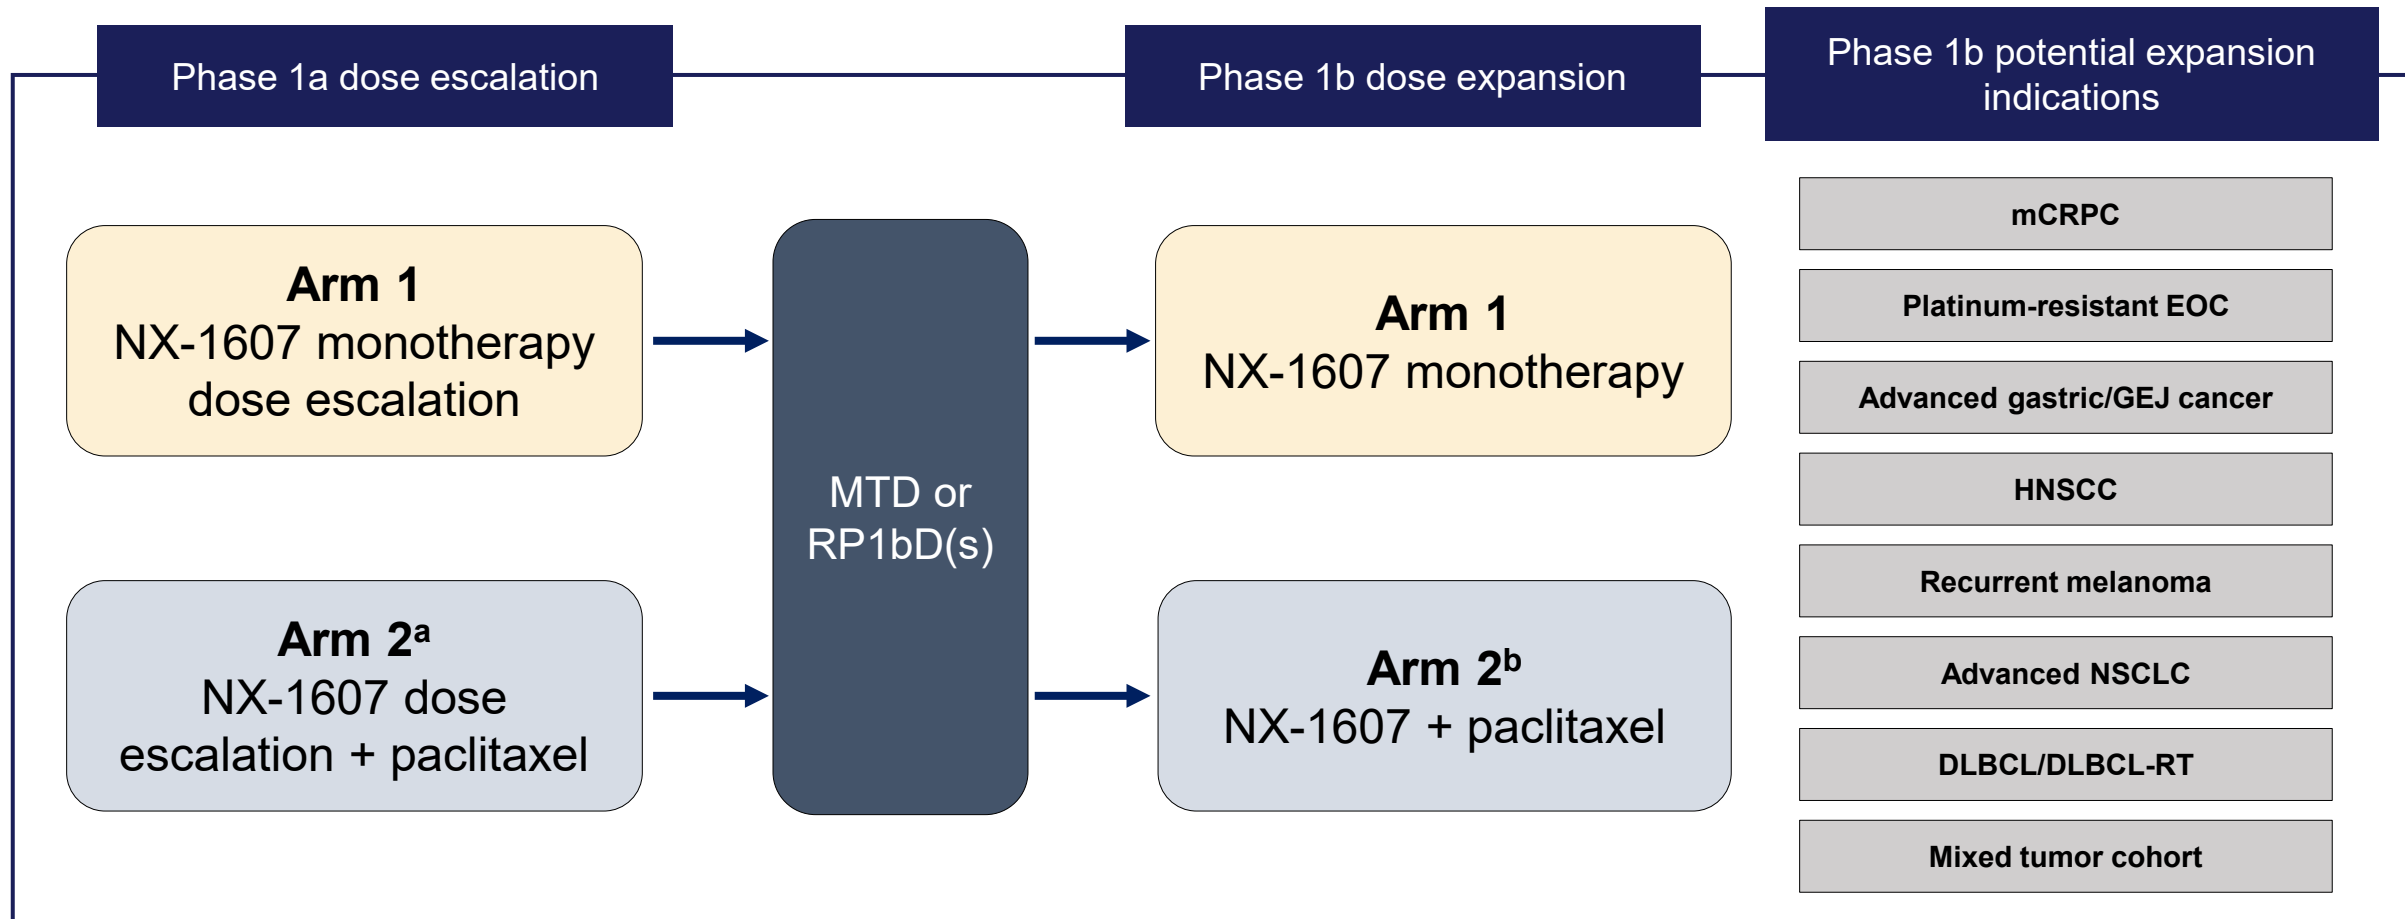 Phase 1a dose escalation
Phase 1b dose expansion
Phase 1b potential expansion
indications
Arm 1
NX-1607 monotherapy
dose escalation
Arm 2ᵃ
NX-1607 dose
escalation + paclitaxel
MTD or
RP1bD(s)
Arm 1
NX-1607 monotherapy
Arm 2ᵇ
NX-1607 + paclitaxel
mCRPC
Platinum-resistant EOC
Advanced gastric/GEJ cancer
HNSCC
Recurrent melanoma
Advanced NSCLC
DLBCL/DLBCL-RT
Mixed tumor cohort